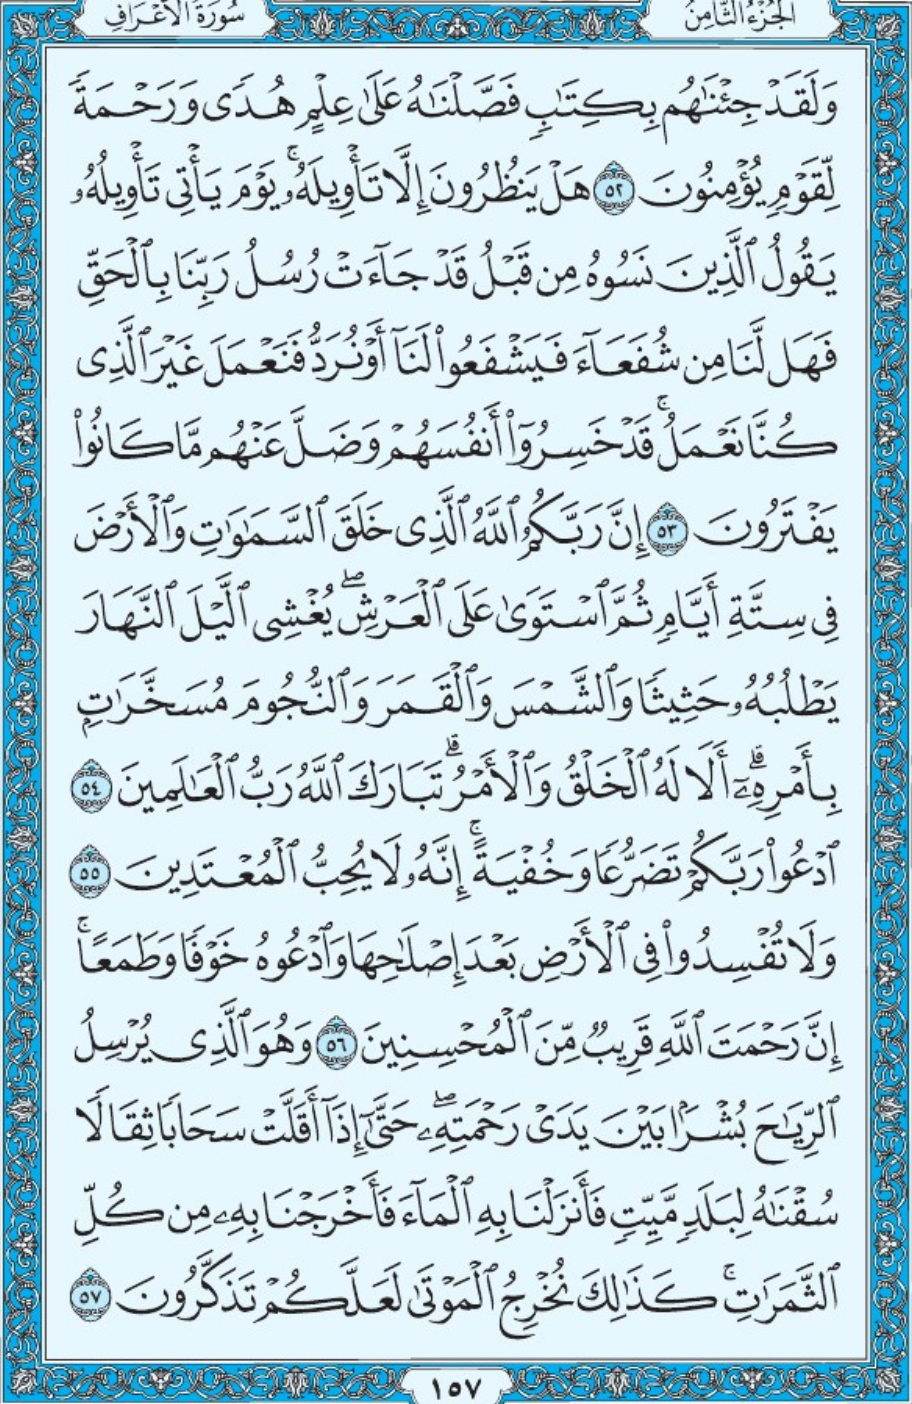 سُورَةُ الأَعْرَافِ
الجُزْءُ الثَّامِنُ
وَلَقَدْ جِئْنَٰهُم بِكِتَٰبٍ فَصَّلْنَٰهُ عَلَىٰ عِلْمٍ هُدًى وَرَحْمَةً
لِّقَوْمٍ يُؤْمِنُونَ ٥٢ هَلْ يَنظُرُونَ إِلَّا تَأْوِيلَهُۥۚ يَوْمَ يَأْتِى تَأْوِيلُهُۥ
يَقُولُ ٱلَّذِينَ نَسُوهُ مِن قَبْلُ قَدْ جَآءَتْ رُسُلُ رَبِّنَا بِٱلْحَقِّ
فَهَل لَّنَا مِن شُفَعَآءَ فَيَشْفَعُوا۟ لَنَآ أَوْ نُرَدُّ فَنَعْمَلَ غَيْرَ ٱلَّذِى
كُنَّا نَعْمَلُۚ قَدْ خَسِرُوٓا۟ أَنفُسَهُمْ وَضَلَّ عَنْهُم مَّا كَانُوا۟
يَفْتَرُونَ ٥٣ إِنَّ رَبَّكُمُ ٱللَّهُ ٱلَّذِى خَلَقَ ٱلسَّمَٰوَٰتِ وَٱلْأَرْضَ
فِى سِتَّةِ أَيَّامٍ ثُمَّ ٱسْتَوَىٰ عَلَى ٱلْعَرْشِۖ يُغْشِى ٱلَّيْلَ ٱلنَّهَارَ
يَطْلُبُهُۥ حَثِيثًا وَٱلشَّمْسَ وَٱلْقَمَرَ وَٱلنُّجُومَ مُسَخَّرَٰتٍۭ
بِأَمْرِهِۦٓۗ أَلَا لَهُ ٱلْخَلْقُ وَٱلْأَمْرُۗ تَبَارَكَ ٱللَّهُ رَبُّ ٱلْعَٰلَمِينَ ٥٤
ٱدْعُوا۟ رَبَّكُمْ تَضَرُّعًا وَخُفْيَةًۚ إِنَّهُۥ لَا يُحِبُّ ٱلْمُعْتَدِينَ ٥٥
وَلَا تُفْسِدُوا۟ فِى ٱلْأَرْضِ بَعْدَ إِصْلَٰحِهَا وَٱدْعُوهُ خَوْفًا وَطَمَعًاۚ
إِنَّ رَحْمَتَ ٱللَّهِ قَرِيبٌ مِّنَ ٱلْمُحْسِنِينَ ٥٦ وَهُوَ ٱلَّذِى يُرْسِلُ
ٱلرِّيَٰحَ بُشْرًۢا بَيْنَ يَدَىْ رَحْمَتِهِۦۖ حَتَّىٰٓ إِذَآ أَقَلَّتْ سَحَابًا ثِقَالًا
سُقْنَٰهُ لِبَلَدٍ مَّيِّتٍ فَأَنزَلْنَا بِهِ ٱلْمَآءَ فَأَخْرَجْنَا بِهِۦ مِن كُلِّ
ٱلثَّمَرَٰتِۚ كَذَٰلِكَ نُخْرِجُ ٱلْمَوْتَىٰ لَعَلَّكُمْ تَذَكَّرُونَ ٥٧
١٥٧